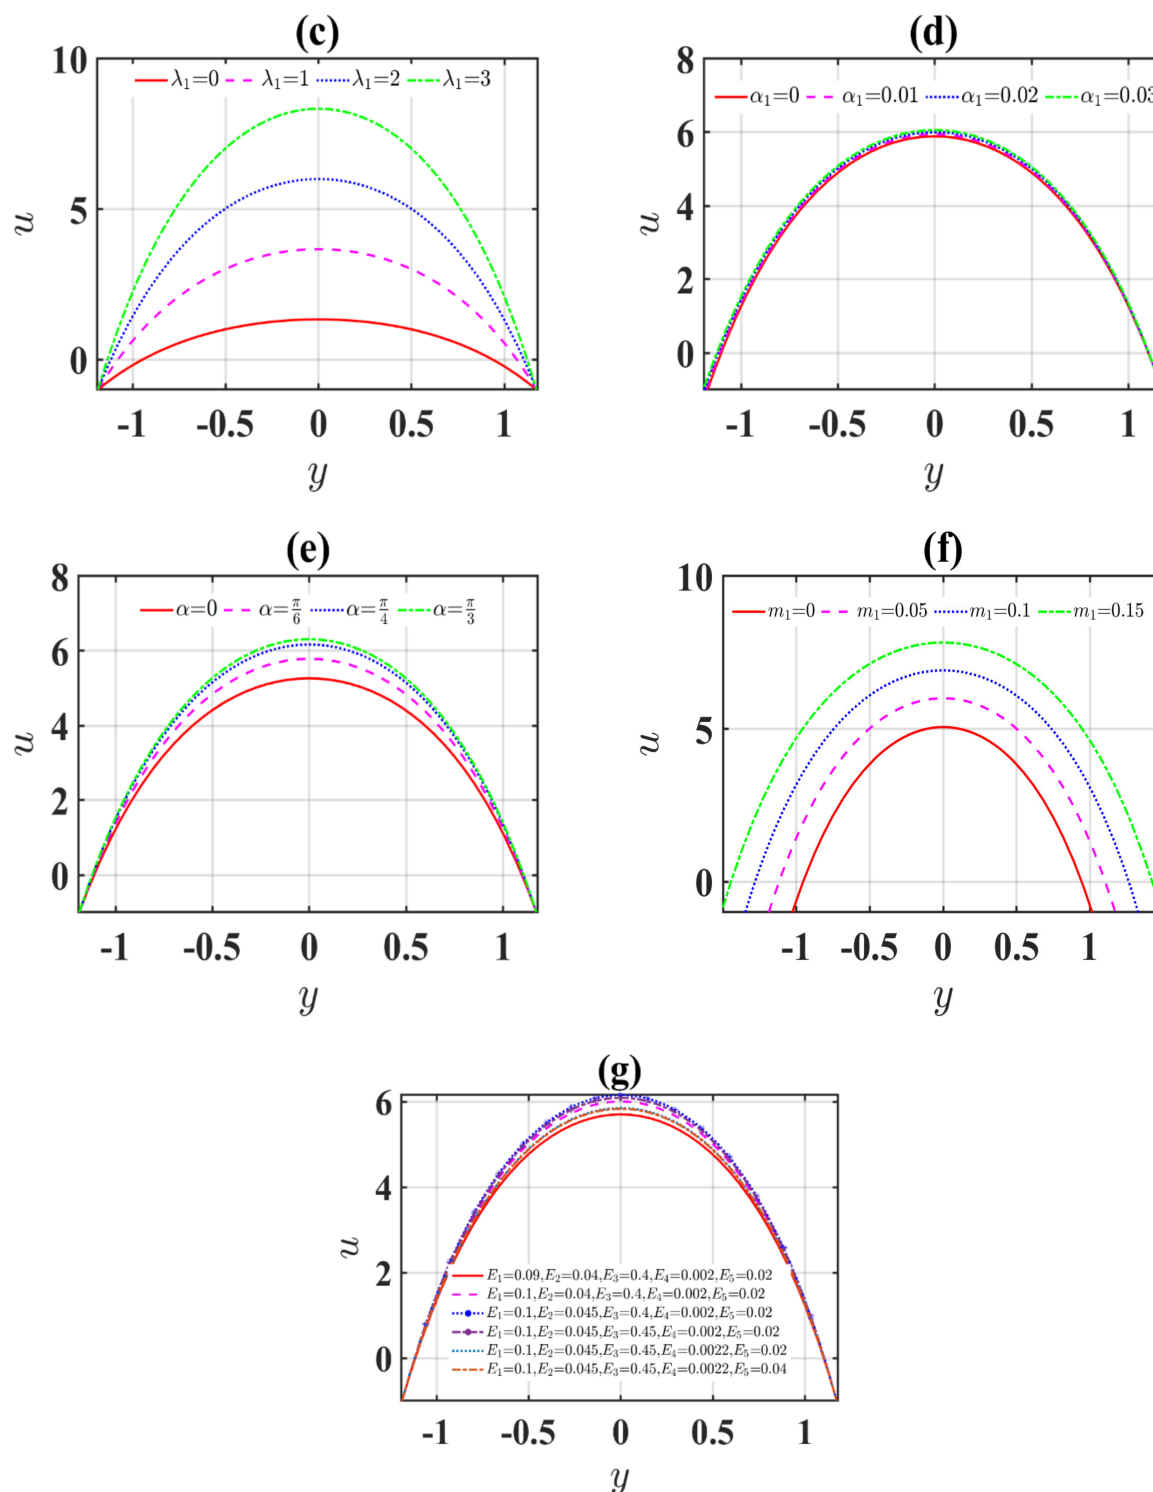 (c) (d)
10
λ₁=0 λ₁=1 λ₁=2 λ₁=3
5
0
u
-1 -0.5 0 0.5 1
y
8
α₁=0 α₁=0.01 α₁=0.02 α₁=0.03
6
4
2
0
u
-1 -0.5 0 0.5 1
y
(e) (f)
8
α=0 α=π/6 α=π/4 α=π/3
6
4
2
0
u
-1 -0.5 0 0.5 1
y
10
m₁=0 m₁=0.05 m₁=0.1 m₁=0.15
5
0
u
-1 -0.5 0 0.5 1
y
(g)
6
4
2
0
u
E₁=0.09,E₂=0.04,E₃=0.4,E₄=0.002,E₅=0.02
E₁=0.1,E₂=0.04,E₃=0.4,E₄=0.002,E₅=0.02
E₁=0.1,E₂=0.045,E₃=0.4,E₄=0.002,E₅=0.02
E₁=0.1,E₂=0.045,E₃=0.45,E₄=0.002,E₅=0.02
E₁=0.1,E₂=0.045,E₃=0.45,E₄=0.0022,E₅=0.02
E₁=0.1,E₂=0.045,E₃=0.45,E₄=0.0022,E₅=0.04
-1 -0.5 0 0.5 1
y